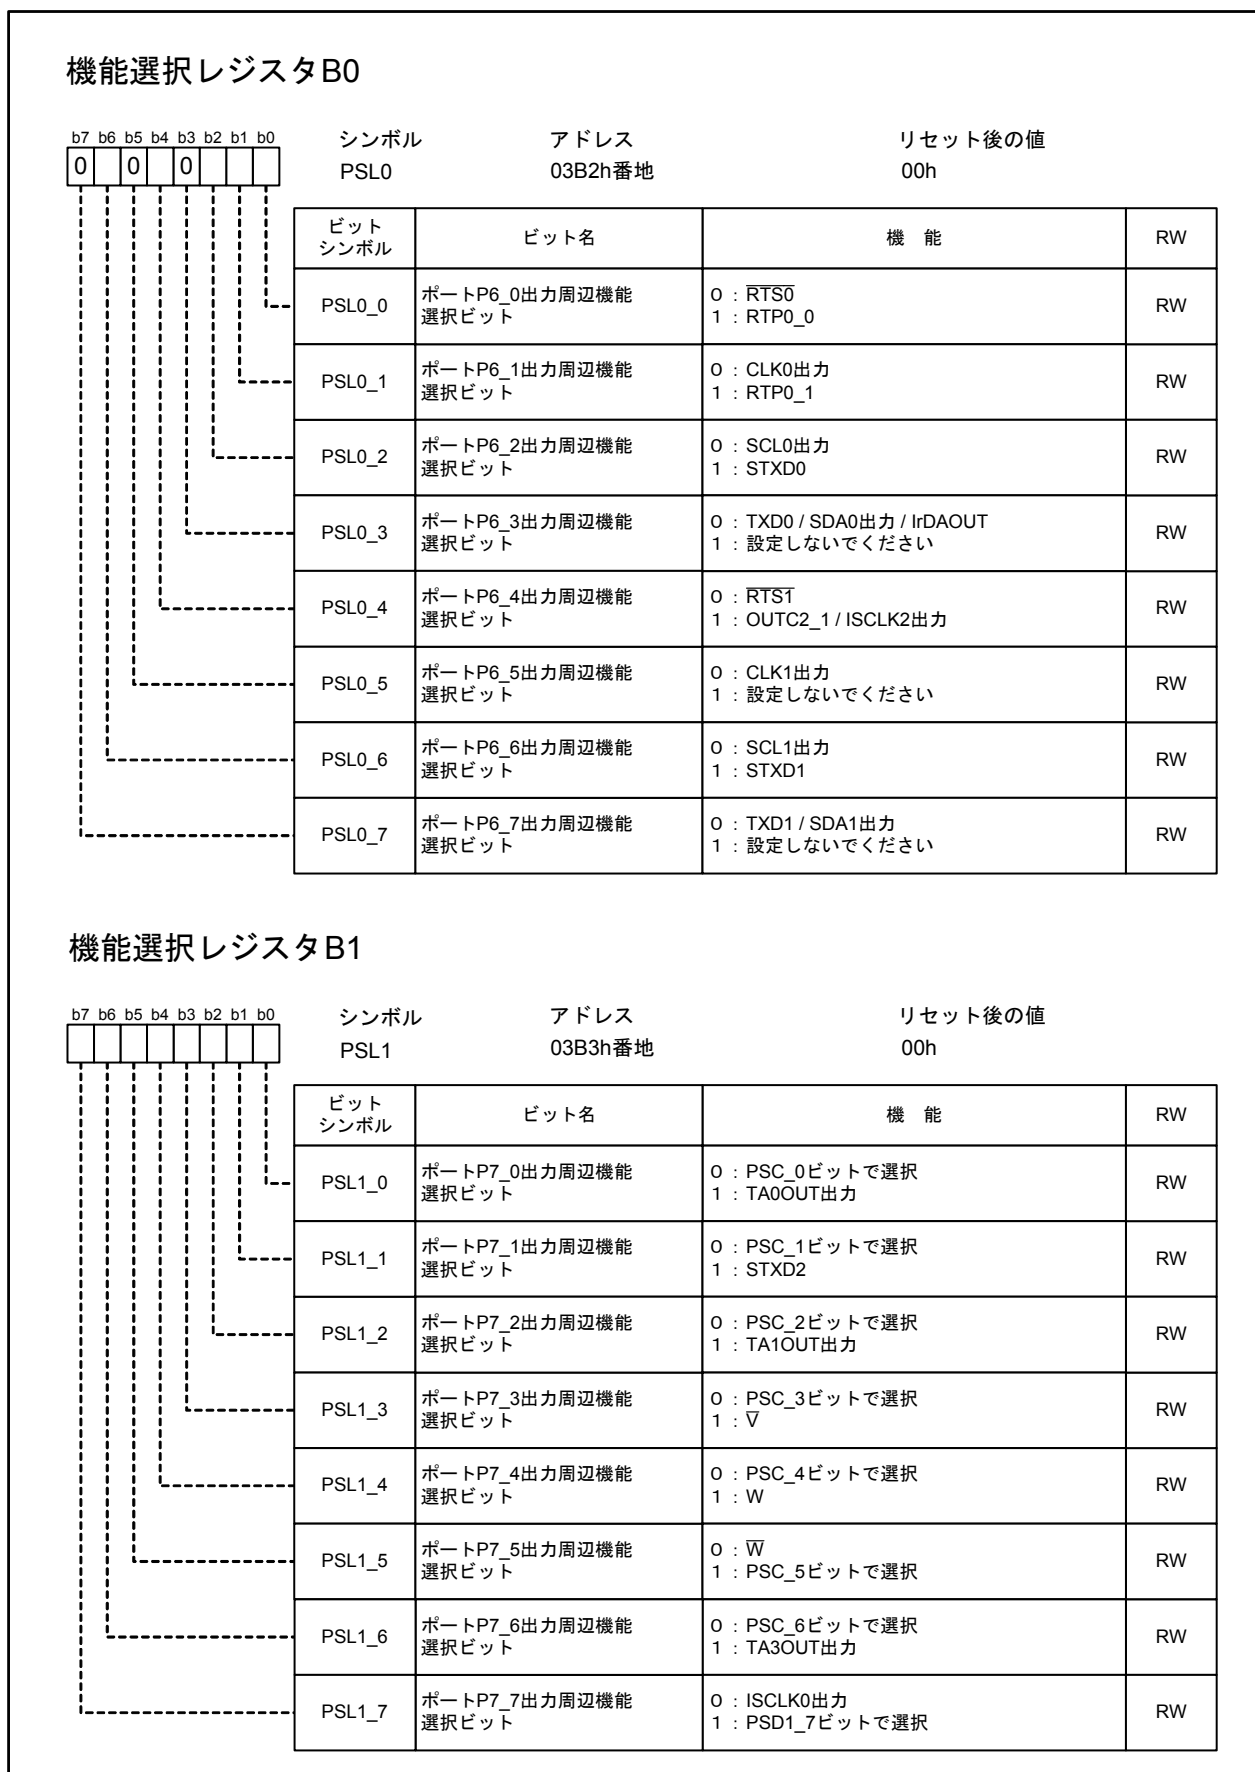 機能選択レジスタB0
b7 b6 b5 b4 b3 b2 b1 b0
0 0 0
シンボル アドレス リセット後の値
PSL0 03B2h番地 00h
ビット
シンボル ビット名 機 能 RW
PSL0_0 ポートP6_0出力周辺機能
選択ビット 0 : R̅T̅S̅0̅
1 : RTP0_0 RW
PSL0_1 ポートP6_1出力周辺機能
選択ビット 0 : CLK0出力
1 : RTP0_1 RW
PSL0_2 ポートP6_2出力周辺機能
選択ビット 0 : SCL0出力
1 : STXD0 RW
PSL0_3 ポートP6_3出力周辺機能
選択ビット 0 : TXD0 / SDA0出力 / IrDAOUT
1 : 設定しないでください RW
PSL0_4 ポートP6_4出力周辺機能
選択ビット 0 : R̅T̅S̅1̅
1 : OUTC2_1 / ISCLK2出力 RW
PSL0_5 ポートP6_5出力周辺機能
選択ビット 0 : CLK1出力
1 : 設定しないでください RW
PSL0_6 ポートP6_6出力周辺機能
選択ビット 0 : SCL1出力
1 : STXD1 RW
PSL0_7 ポートP6_7出力周辺機能
選択ビット 0 : TXD1 / SDA1出力
1 : 設定しないでください RW
機能選択レジスタB1
b7 b6 b5 b4 b3 b2 b1 b0
シンボル アドレス リセット後の値
PSL1 03B3h番地 00h
ビット
シンボル ビット名 機 能 RW
PSL1_0 ポートP7_0出力周辺機能
選択ビット 0 : PSC_0ビットで選択
1 : TA0OUT出力 RW
PSL1_1 ポートP7_1出力周辺機能
選択ビット 0 : PSC_1ビットで選択
1 : STXD2 RW
PSL1_2 ポートP7_2出力周辺機能
選択ビット 0 : PSC_2ビットで選択
1 : TA1OUT出力 RW
PSL1_3 ポートP7_3出力周辺機能
選択ビット 0 : PSC_3ビットで選択
1 : V̅ RW
PSL1_4 ポートP7_4出力周辺機能
選択ビット 0 : PSC_4ビットで選択
1 : W RW
PSL1_5 ポートP7_5出力周辺機能
選択ビット 0 : W̅
1 : PSC_5ビットで選択 RW
PSL1_6 ポートP7_6出力周辺機能
選択ビット 0 : PSC_6ビットで選択
1 : TA3OUT出力 RW
PSL1_7 ポートP7_7出力周辺機能
選択ビット 0 : ISCLK0出力
1 : PSD1_7ビットで選択 RW